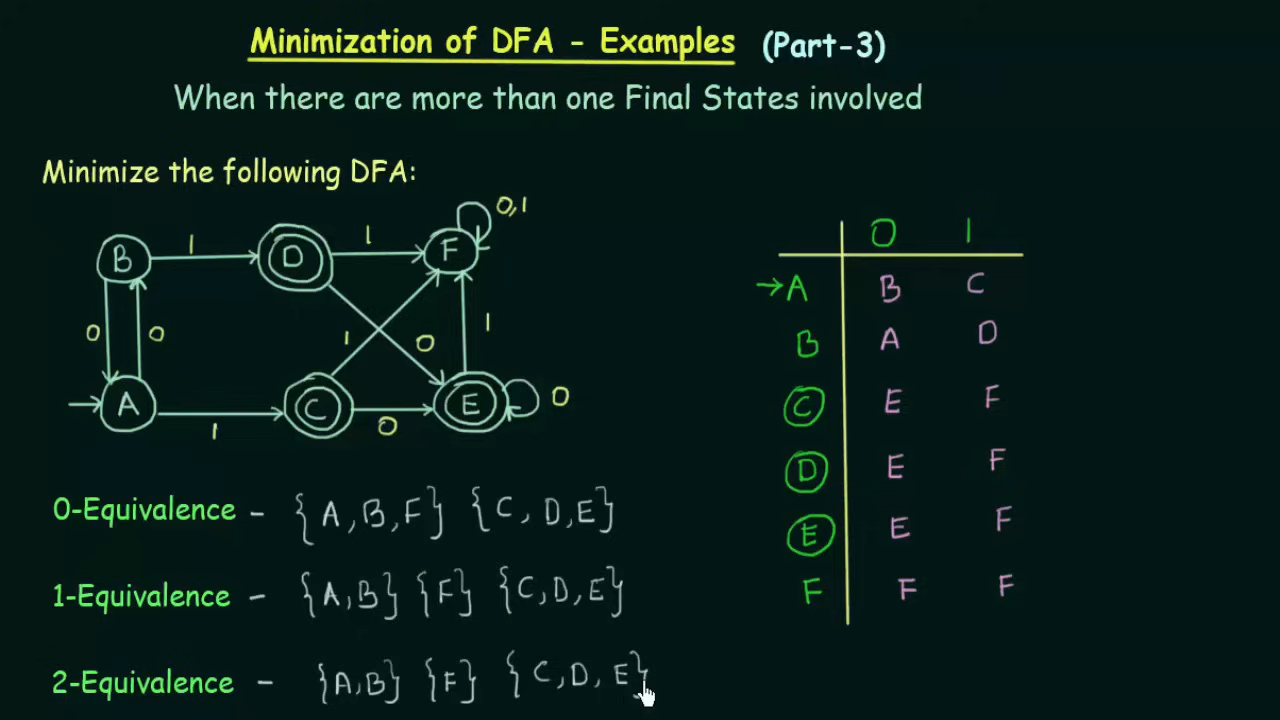 Minimization of DFA - Examples (Part-3)
When there are more than one Final States involved
Minimize the following DFA:
0,1
B 1 D 1 F
0 0 1 0 1
A 1 C 0 E 0
0 1
→A B C
B A D
C E F
D E F
E E F
F F F
0-Equivalence - {A,B,F} {C, D,E}
1-Equivalence - {A,B} {F} {C,D,E}
2-Equivalence - {A,B} {F} {C,D,E}